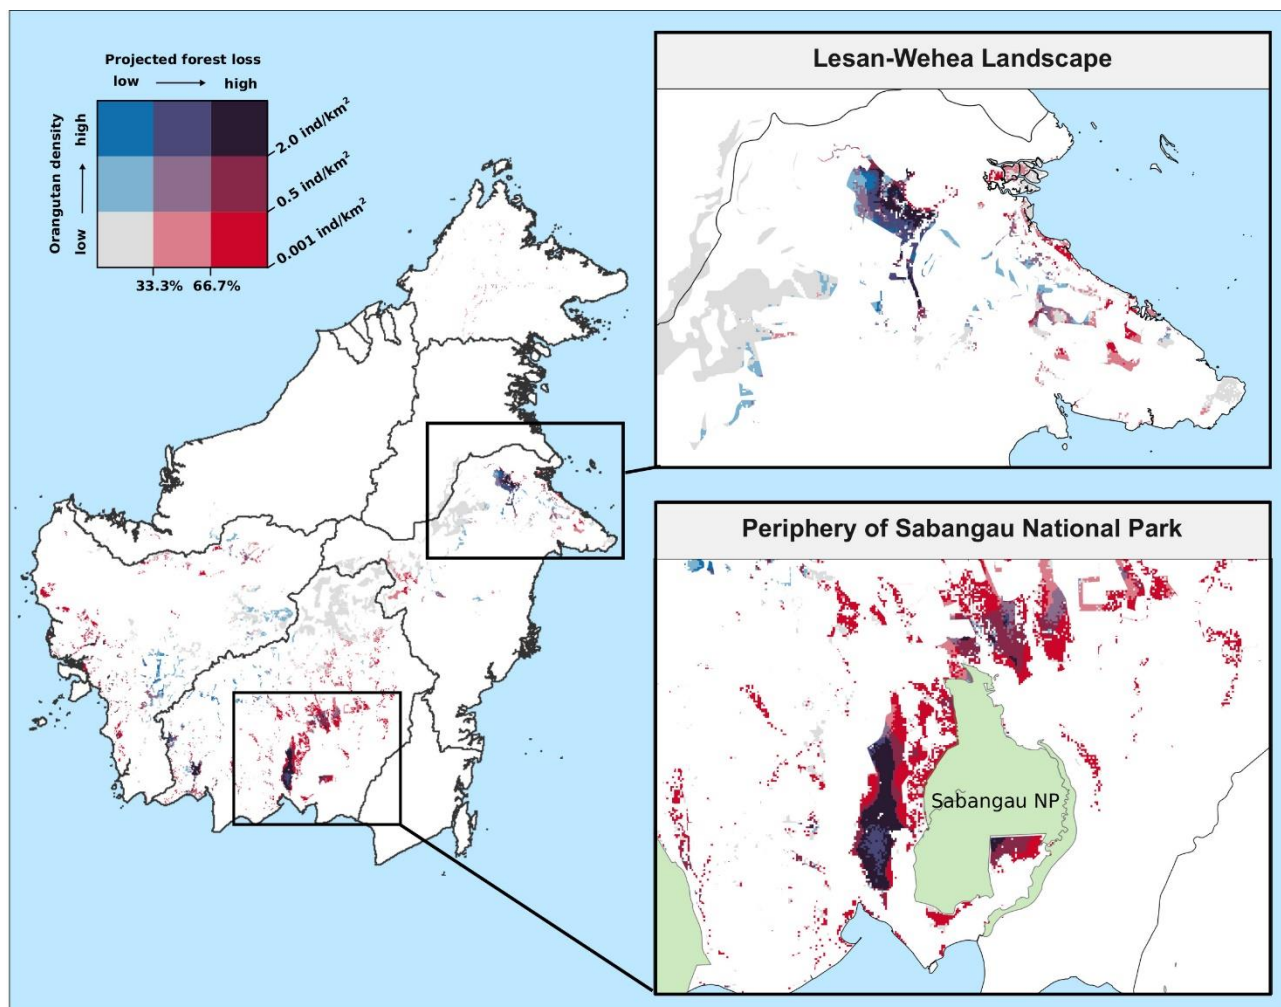 Projected forest loss
low high
Orangutan density
low high
2.0 ind/km²
0.5 ind/km²
0.001 ind/km²
33.3% 66.7%
Lesan-Wehea Landscape
Periphery of Sabangau National Park
Sabangau NP